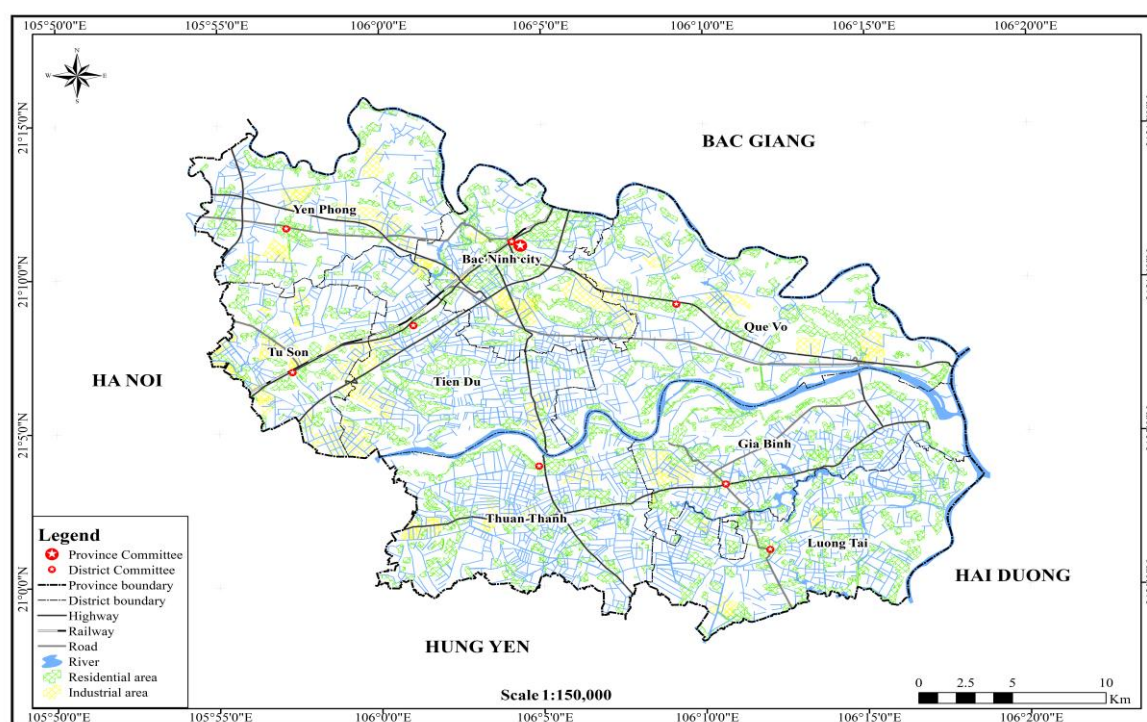 105°50'0"E 105°55'0"E 106°0'0"E 106°5'0"E 106°10'0"E 106°15'0"E 106°20'0"E
N
W E
S
21°15'0"N
BAC GIANG
Yen Phong
Bac Ninh city
21°10'0"N
Que Vo
Tu Son
HA NOI
Tien Du
21°5'0"N
Gia Binh
Thuan Thanh
Luong Tai
HAI DUONG
21°0'0"N
HUNG YEN
Legend
Province Committee
District Committee
Province boundary
District boundary
Highway
Railway
Road
River
Residential area
Industrial area
Scale 1:150,000
0 2.5 5 10
Km
105°50'0"E 105°55'0"E 106°0'0"E 106°5'0"E 106°10'0"E 106°15'0"E 106°20'0"E